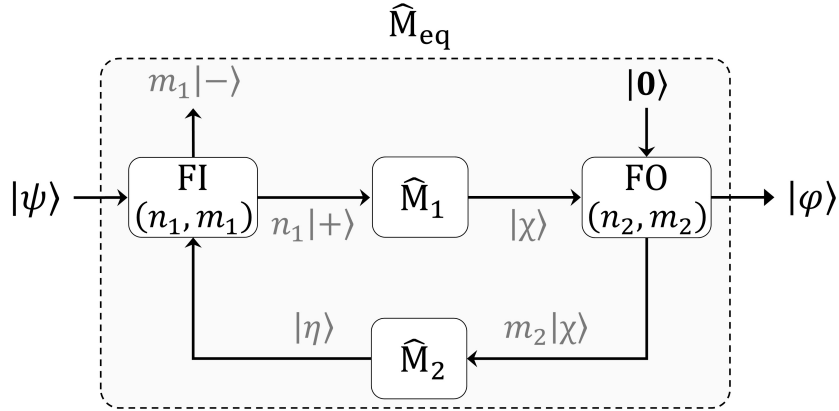 M̂eq
m₁|−⟩
|0⟩
|ψ⟩
FI
(n₁, m₁)
n₁|+⟩
M̂₁
|χ⟩
FO
(n₂, m₂)
|φ⟩
|η⟩
M̂₂
m₂|χ⟩